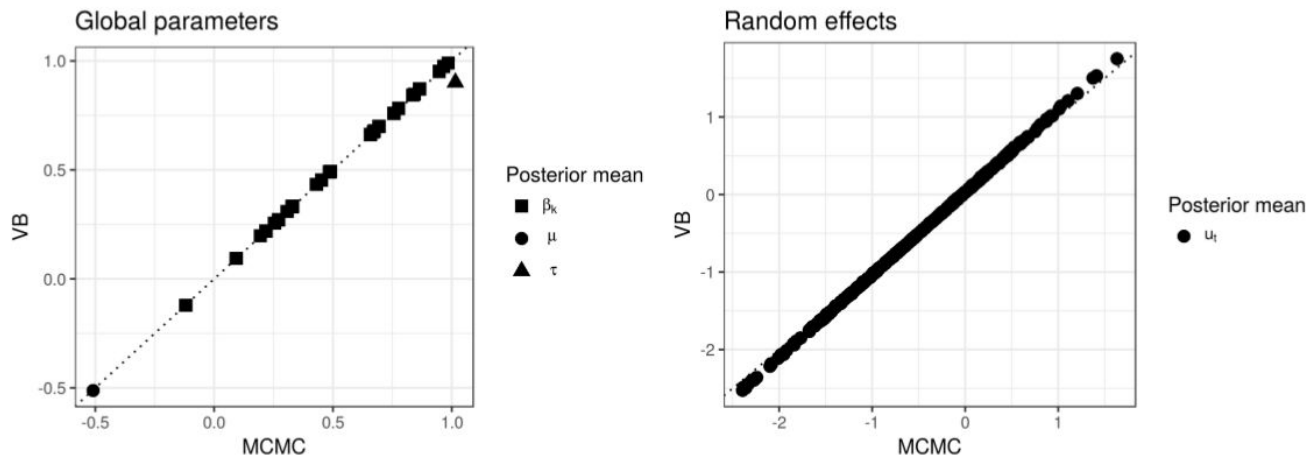 Global parameters
1.0
0.5
0.0
-0.5
VB
-0.5 0.0 0.5 1.0
MCMC
Posterior mean
βk
μ
τ
Random effects
1
0
-1
-2
VB
-2 -1 0 1
MCMC
Posterior mean
ut